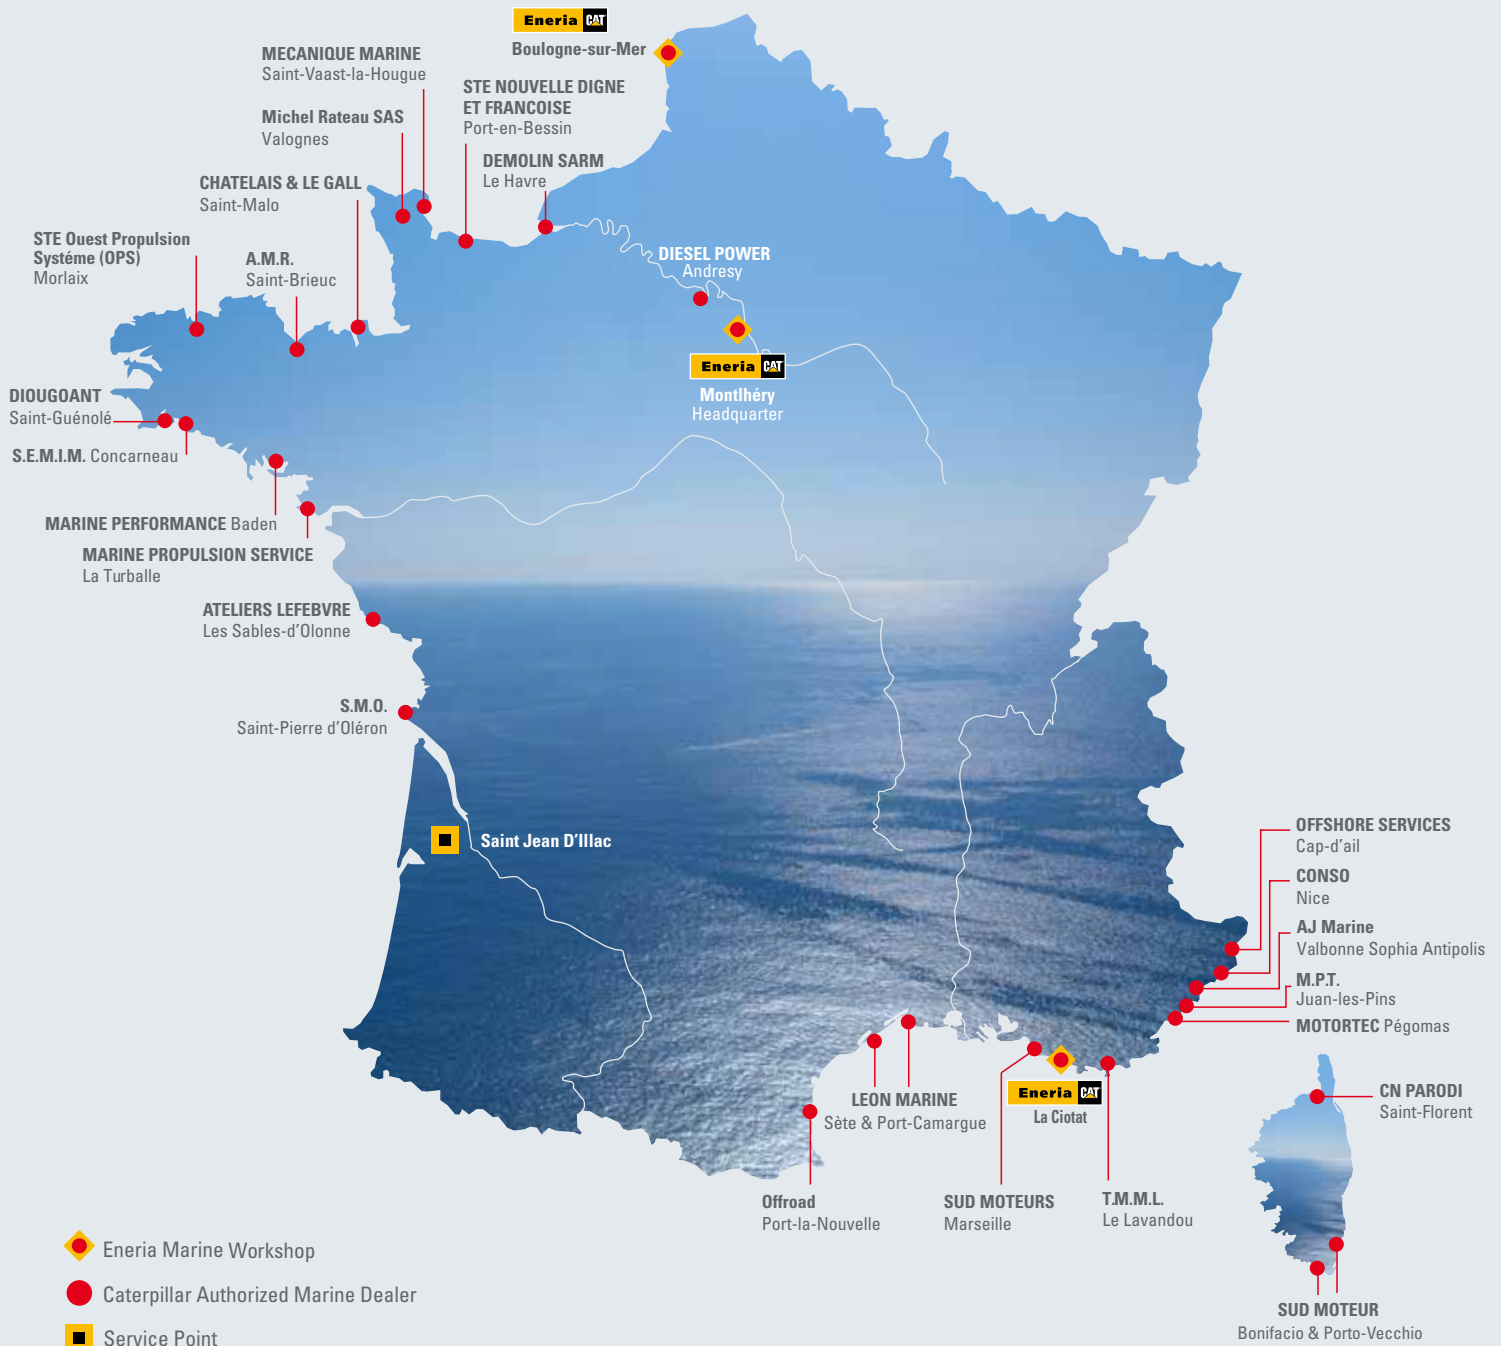 Eneria CAT
Boulogne-sur-Mer
MECANIQUE MARINE
Saint-Vaast-la-Hougue
STE NOUVELLE DIGNE
ET FRANCOISE
Port-en-Bessin
Michel Rateau SAS
Valognes
DEMOLIN SARM
Le Havre
CHATELAIS & LE GALL
Saint-Malo
STE Ouest Propulsion
Systéme (OPS)
Morlaix
A.M.R.
Saint-Brieuc
DIESEL POWER
Andresy
Eneria CAT
Montlhéry
Headquarter
DIOUGOANT
Saint-Guénolé
S.E.M.I.M. Concarneau
MARINE PERFORMANCE Baden
MARINE PROPULSION SERVICE
La Turballe
ATELIERS LEFEBVRE
Les Sables-d'Olonne
S.M.O.
Saint-Pierre d'Oléron
Saint Jean D'Illac
OFFSHORE SERVICES
Cap-d'ail
CONSO
Nice
AJ Marine
Valbonne Sophia Antipolis
M.P.T.
Juan-les-Pins
MOTORTEC Pégomas
LEON MARINE
Sète & Port-Camargue
Eneria CAT
La Ciotat
CN PARODI
Saint-Florent
Offroad
Port-la-Nouvelle
SUD MOTEURS
Marseille
T.M.M.L.
Le Lavandou
SUD MOTEUR
Bonifacio & Porto-Vecchio
Eneria Marine Workshop
Caterpillar Authorized Marine Dealer
Service Point